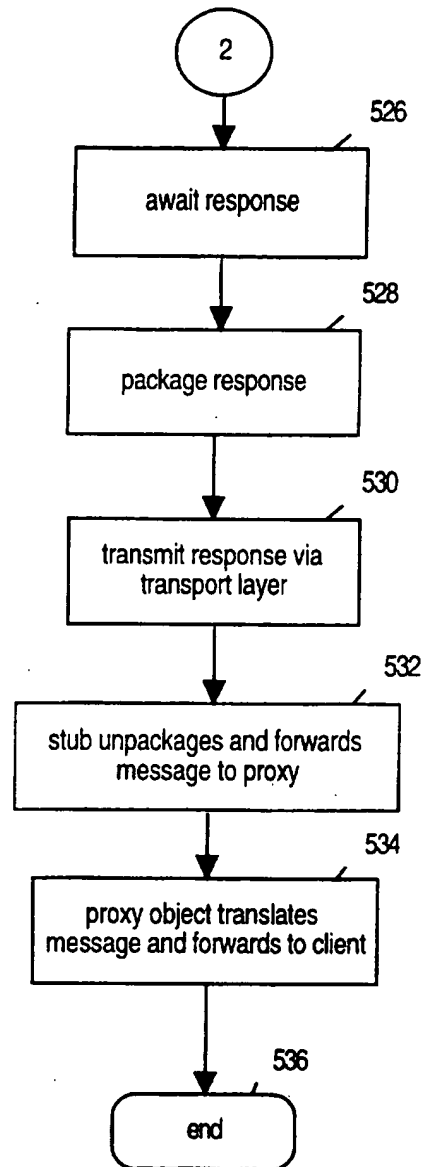 2
526
await response
528
package response
530
transmit response via
transport layer
532
stub unpackages and forwards
message to proxy
534
proxy object translates
message and forwards to client
536
end